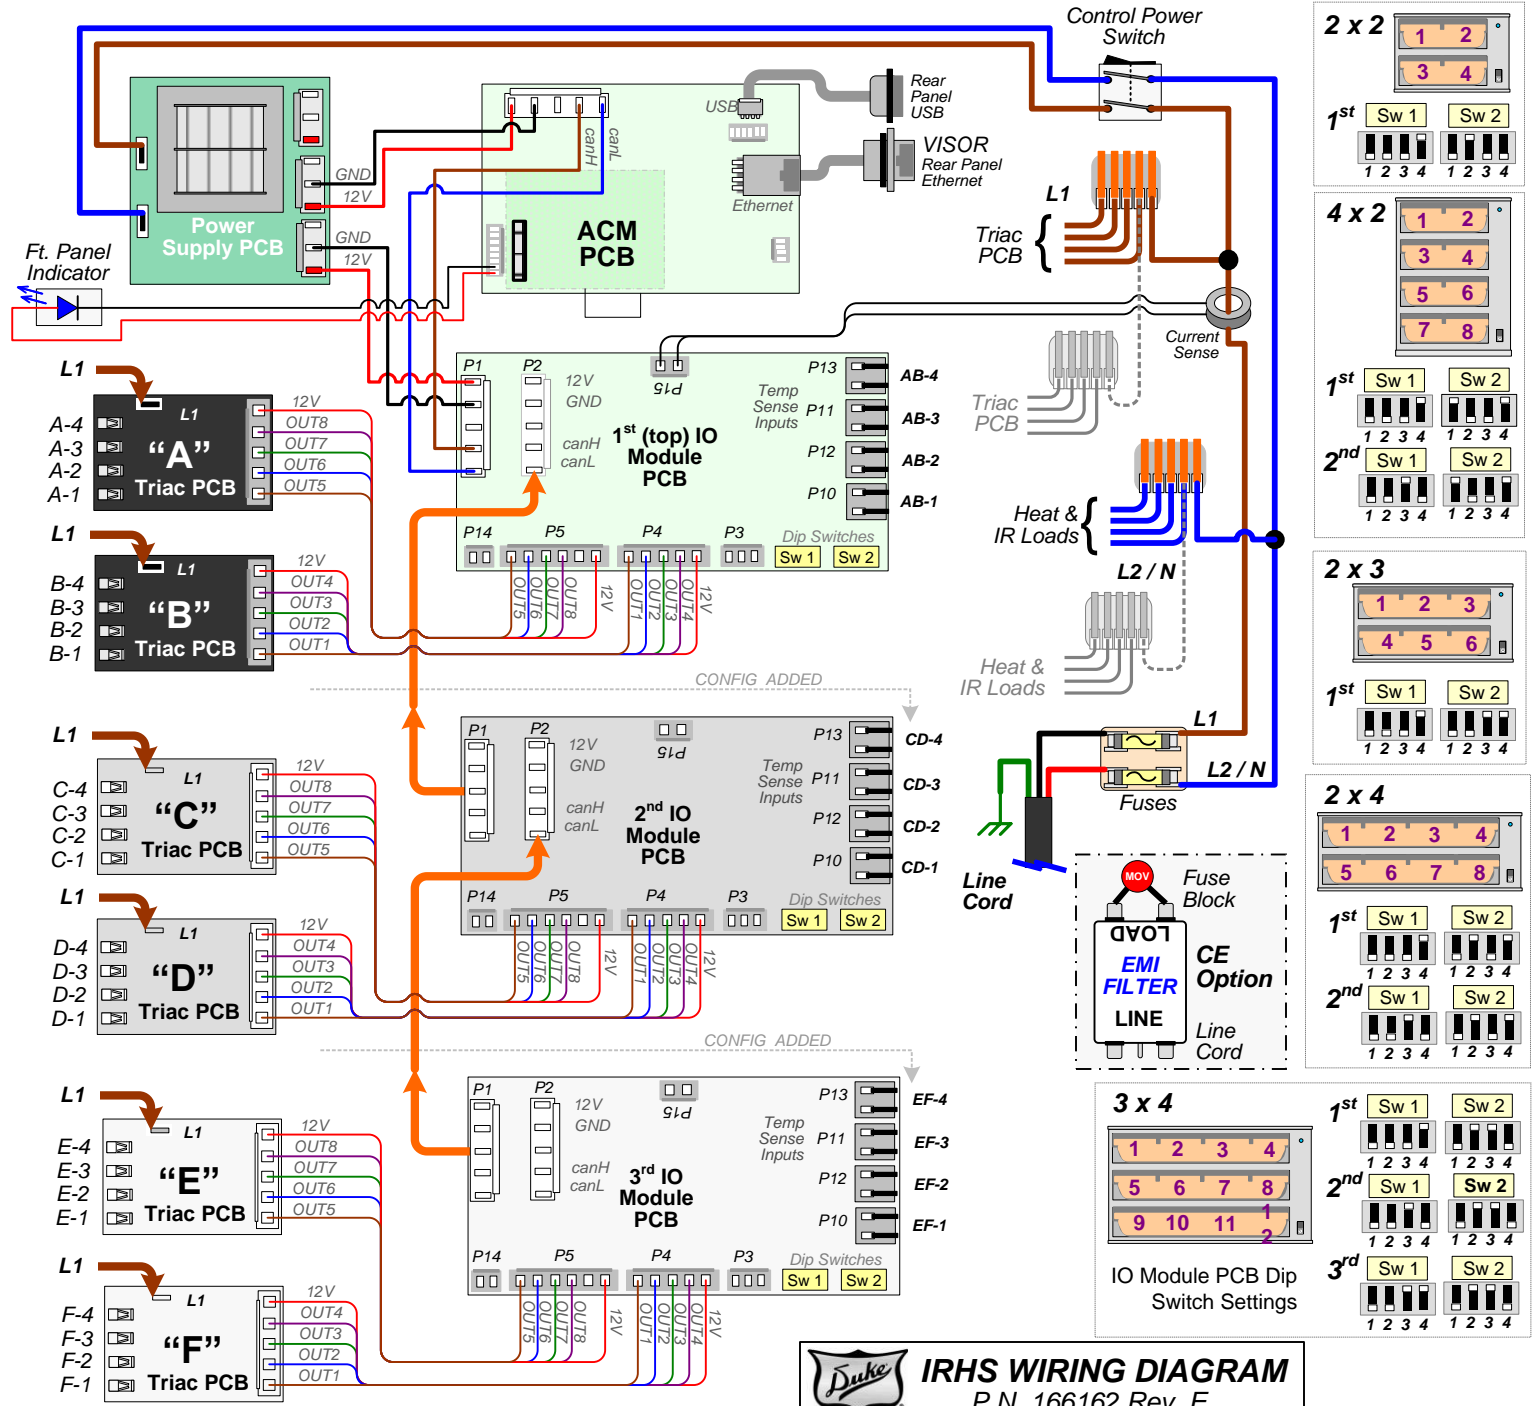 Control Power
Switch
Rear
Panel
USB
USB
VISOR
Rear Panel
Ethernet
Ethernet
canH
canL
GND
12V
GND
12V
Power
Supply PCB
ACM
PCB
Ft. Panel
Indicator
L1
Triac
PCB
Current
Sense
Triac
PCB
Heat &
IR Loads
L2 / N
Heat &
IR Loads
L1
L2 / N
Fuses
Line
Cord
MOV
Fuse
Block
LOAD
EMI
FILTER
LINE
CE
Option
Line
Cord
L1
L1
A-4
A-3
A-2
A-1
“A”
Triac PCB
12V
OUT8
OUT7
OUT6
OUT5
L1
L1
B-4
B-3
B-2
B-1
“B”
Triac PCB
12V
OUT4
OUT3
OUT2
OUT1
P1
P2
P15
12V
GND
canH
canL
1st (top) IO
Module
PCB
Temp
Sense
Inputs
P13
P11
P12
P10
AB-4
AB-3
AB-2
AB-1
P14
P5
P4
P3
Dip Switches
Sw 1
Sw 2
OUT5
OUT6
OUT7
OUT8
12V
OUT1
OUT2
OUT3
OUT4
12V
CONFIG ADDED
L1
L1
C-4
C-3
C-2
C-1
“C”
Triac PCB
12V
OUT8
OUT7
OUT6
OUT5
L1
L1
D-4
D-3
D-2
D-1
“D”
Triac PCB
12V
OUT4
OUT3
OUT2
OUT1
P1
P2
P15
12V
GND
canH
canL
2nd IO
Module
PCB
Temp
Sense
Inputs
P13
P11
P12
P10
CD-4
CD-3
CD-2
CD-1
P14
P5
P4
P3
Dip Switches
Sw 1
Sw 2
OUT5
OUT6
OUT7
OUT8
12V
OUT1
OUT2
OUT3
OUT4
12V
CONFIG ADDED
L1
L1
E-4
E-3
E-2
E-1
“E”
Triac PCB
12V
OUT8
OUT7
OUT6
OUT5
L1
L1
F-4
F-3
F-2
F-1
“F”
Triac PCB
12V
OUT4
OUT3
OUT2
OUT1
P1
P2
P15
12V
GND
canH
canL
3rd IO
Module
PCB
Temp
Sense
Inputs
P13
P11
P12
P10
EF-4
EF-3
EF-2
EF-1
P14
P5
P4
P3
Dip Switches
Sw 1
Sw 2
OUT5
OUT6
OUT7
OUT8
12V
OUT1
OUT2
OUT3
OUT4
12V
2 x 2
1 2
3 4
1st Sw 1 Sw 2
1 2 3 4 1 2 3 4
4 x 2
1 2
3 4
5 6
7 8
1st Sw 1 Sw 2
1 2 3 4 1 2 3 4
2nd Sw 1 Sw 2
1 2 3 4 1 2 3 4
2 x 3
1 2 3
4 5 6
1st Sw 1 Sw 2
1 2 3 4 1 2 3 4
2 x 4
1 2 3 4
5 6 7 8
1st Sw 1 Sw 2
1 2 3 4 1 2 3 4
2nd Sw 1 Sw 2
1 2 3 4 1 2 3 4
3 x 4
1 2 3 4
5 6 7 8
9 10 11 12
IO Module PCB Dip
Switch Settings
1st Sw 1 Sw 2
1 2 3 4 1 2 3 4
2nd Sw 1 Sw 2
1 2 3 4 1 2 3 4
3rd Sw 1 Sw 2
1 2 3 4 1 2 3 4
Duke
IRHS WIRING DIAGRAM
P.N. 166162 Rev. E